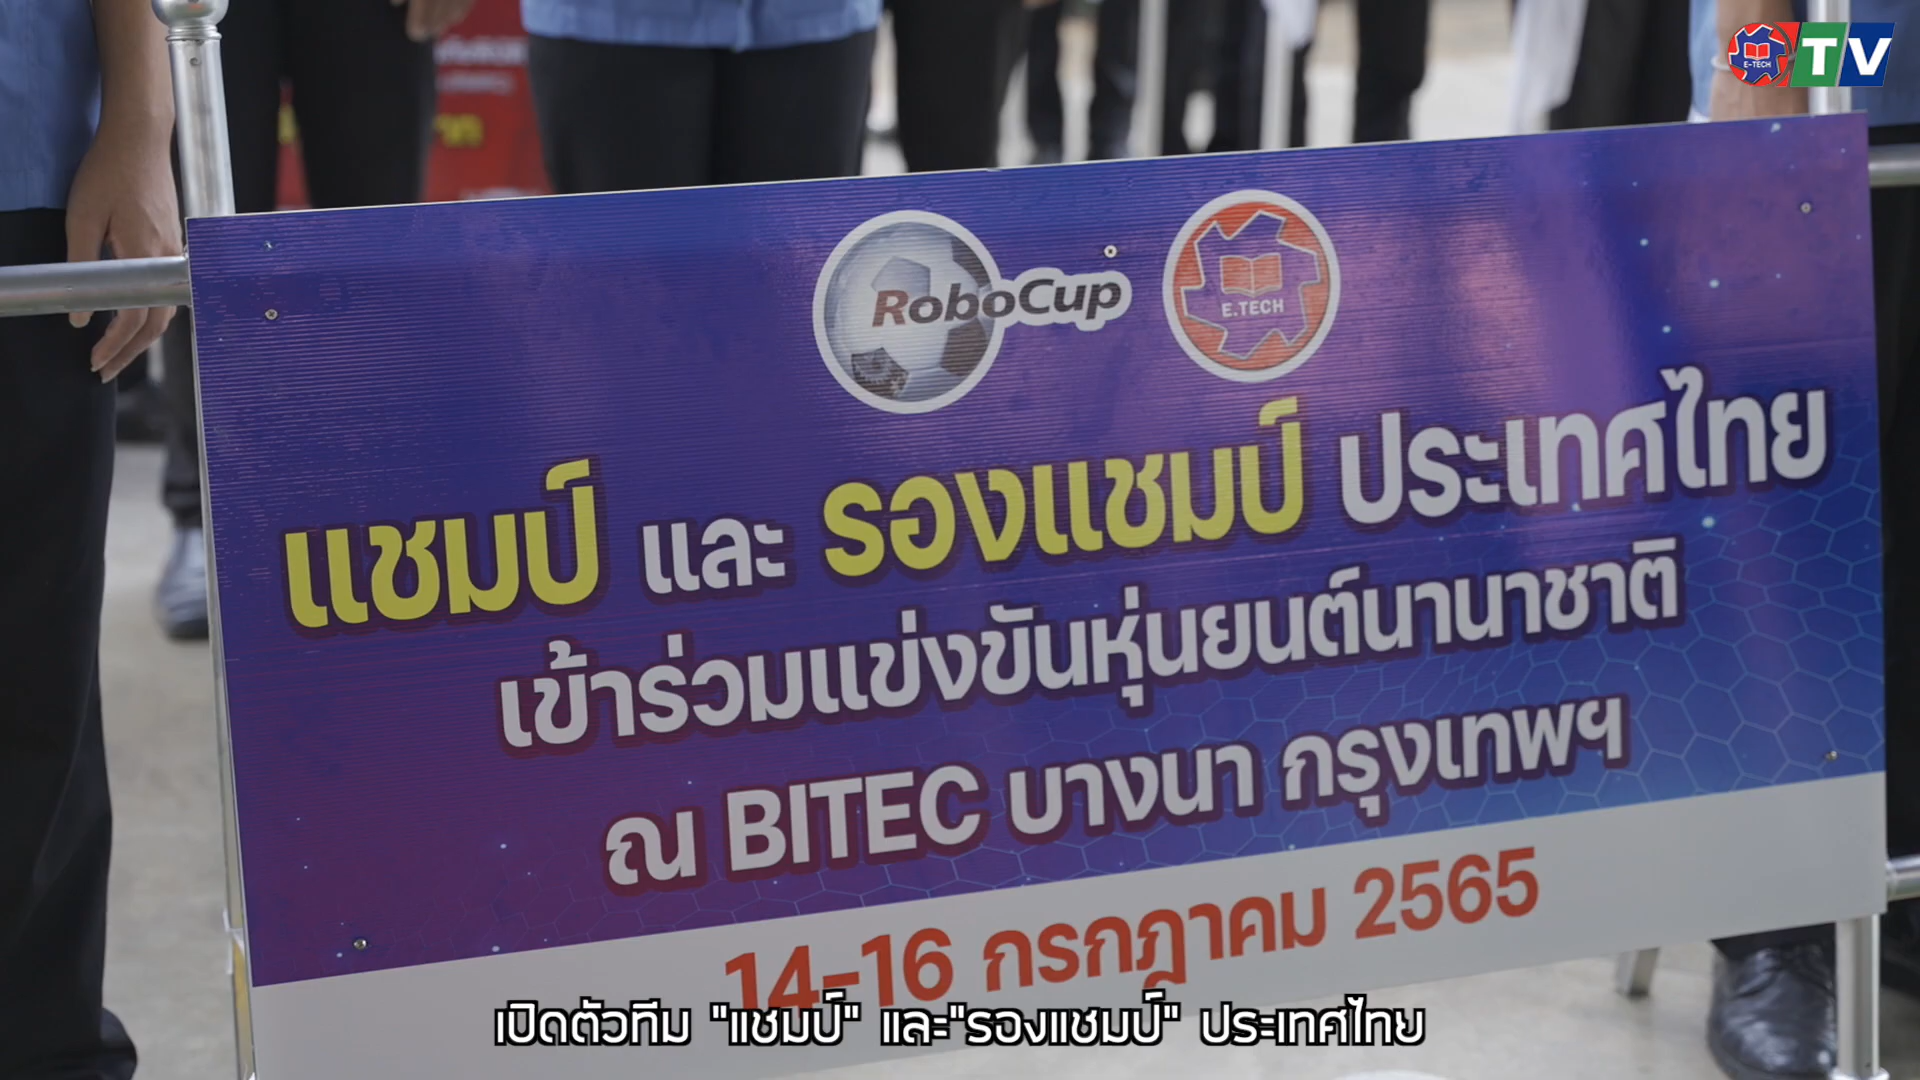 E-TECH TV
RoboCup
E.TECH
แชมป์ และ รองแชมป์ ประเทศไทย
เข้าร่วมแข่งขันหุ่นยนต์นานาชาติ
ณ BITEC บางนา กรุงเทพฯ
14-16 กรกฎาคม 2565
เปิดตัวทีม "แชมป์" และ"รองแชมป์" ประเทศไทย